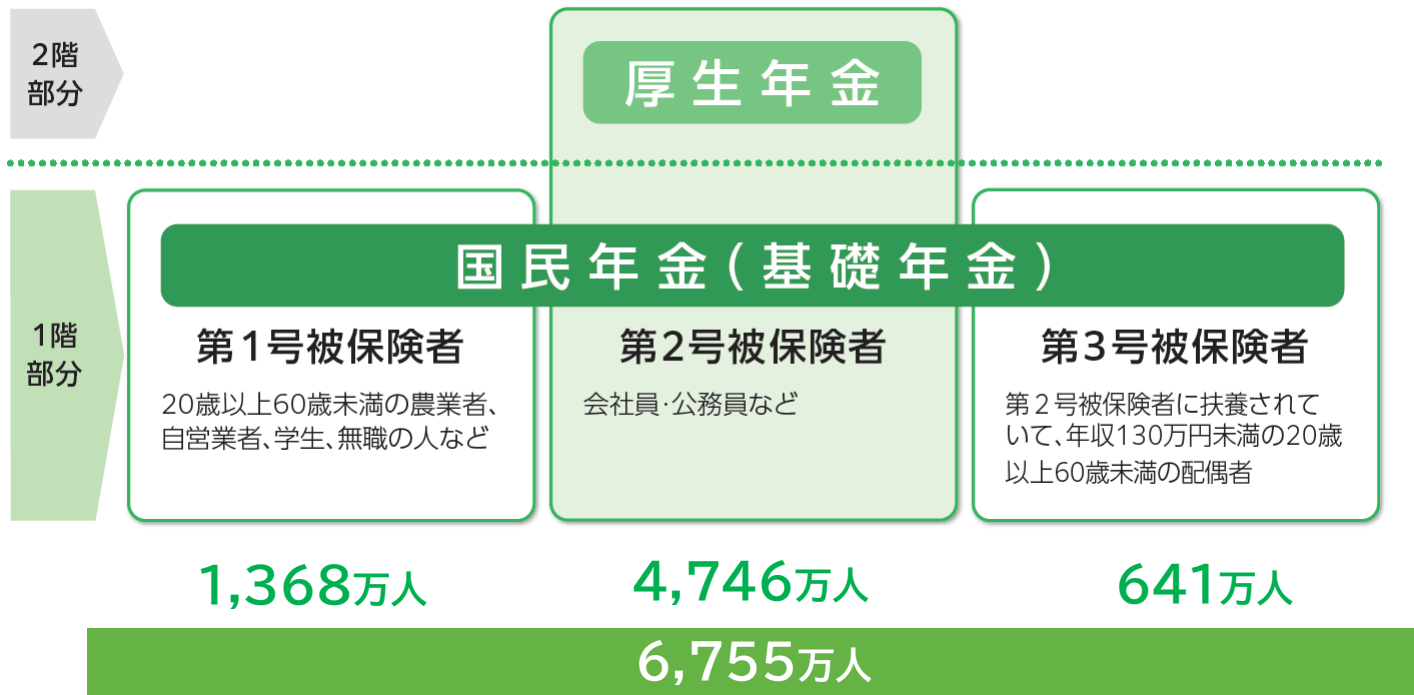 2階
部分
厚生年金
国民年金(基礎年金)
1階
部分
第1号被保険者
20歳以上60歳未満の農業者、
自営業者、学生、無職の人など
第2号被保険者
会社員・公務員など
第3号被保険者
第2号被保険者に扶養されて
いて、年収130万円未満の20歳
以上60歳未満の配偶者
1,368万人
4,746万人
641万人
6,755万人